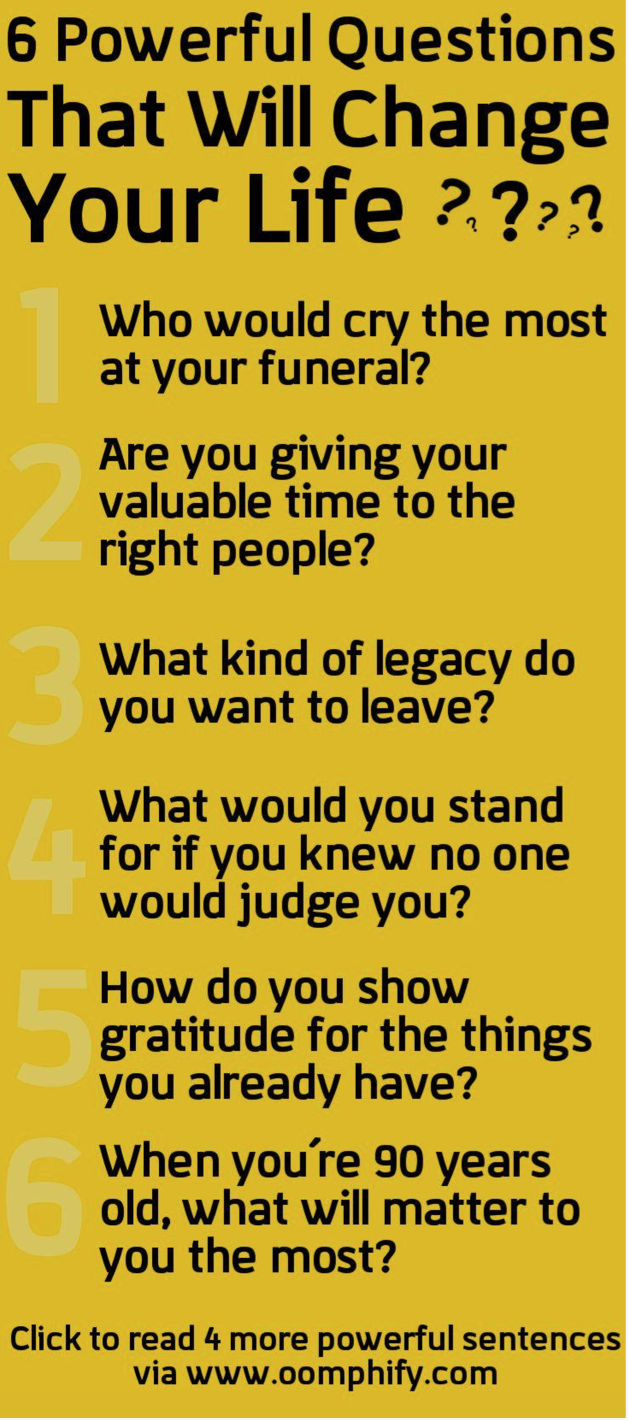 6 Powerful Questions
That Will Change
Your Life ? ? ? ? ? ?
1
Who would cry the most
at your funeral?
2
Are you giving your
valuable time to the
right people?
3
What kind of legacy do
you want to leave?
4
What would you stand
for if you knew no one
would judge you?
5
How do you show
gratitude for the things
you already have?
6
When you´re 90 years
old, what will matter to
you the most?
Click to read 4 more powerful sentences
via www.oomphify.com